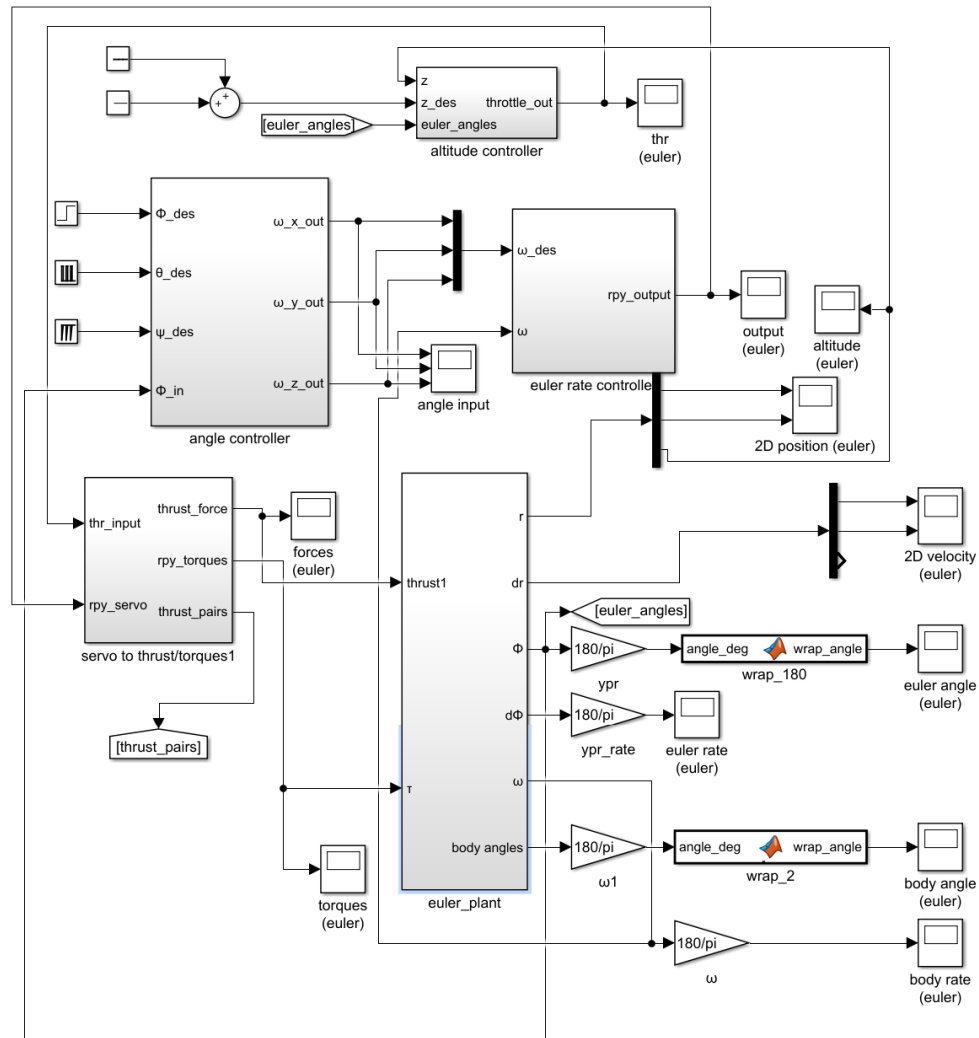 z
z_des
throttle_out
[euler_angles]
euler_angles
altitude controller
thr
(euler)
Φ_des
θ_des
ψ_des
Φ_in
ω_x_out
ω_y_out
ω_z_out
angle controller
angle input
ω_des
ω
rpy_output
euler rate controlle
output
(euler)
altitude
(euler)
2D position (euler)
thr_input
rpy_servo
thrust_force
rpy_torques
thrust_pairs
servo to thrust/torques1
forces
(euler)
[thrust_pairs]
torques
(euler)
thrust1
τ
r
dr
Φ
dΦ
ω
body angles
euler_plant
2D velocity
(euler)
[euler_angles]
180/pi
ypr
angle_deg
wrap_angle
wrap_180
euler angle
(euler)
180/pi
ypr_rate
euler rate
(euler)
180/pi
ω1
angle_deg
wrap_angle
wrap_2
body angle
(euler)
180/pi
ω
body rate
(euler)